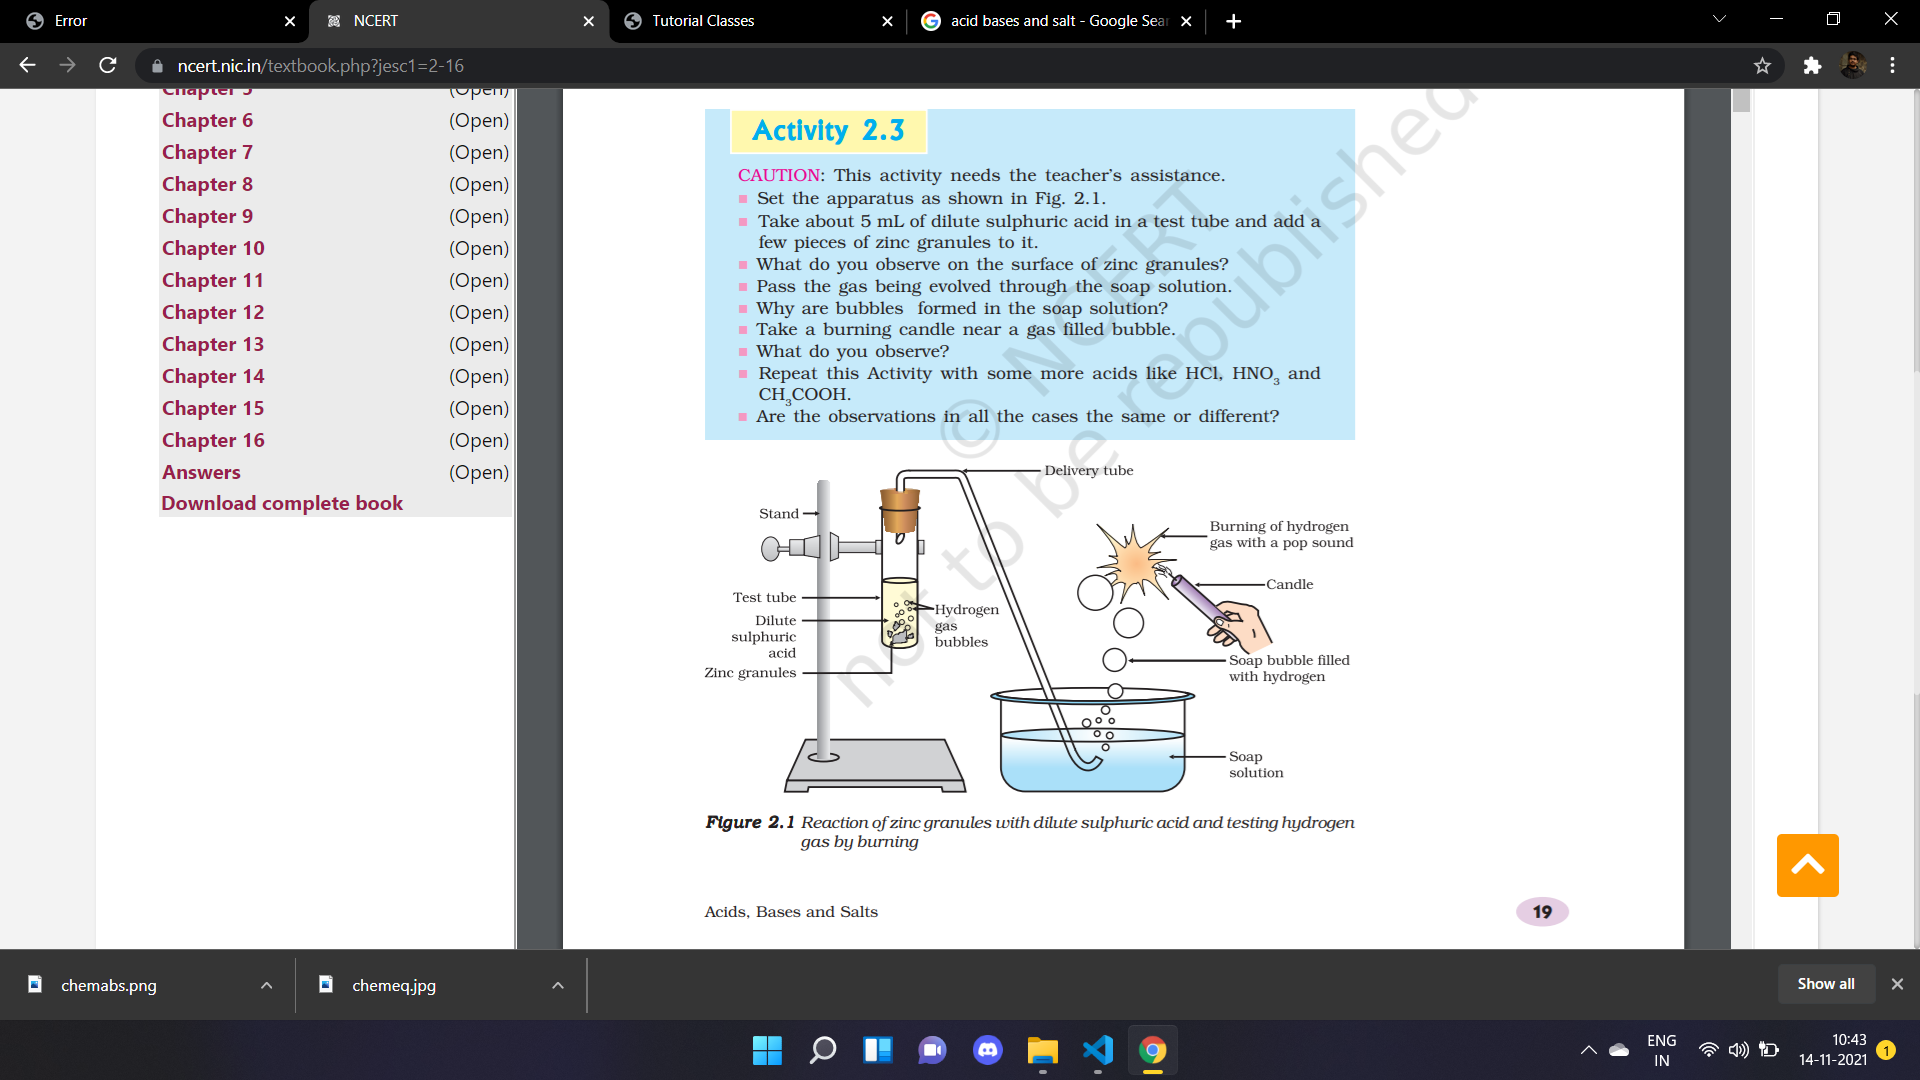 Error
NCERT
Tutorial Classes
acid bases and salt - Google Sear
ncert.nic.in/textbook.php?jesc1=2-16
Chapter 5 (Open)
Chapter 6 (Open)
Chapter 7 (Open)
Chapter 8 (Open)
Chapter 9 (Open)
Chapter 10 (Open)
Chapter 11 (Open)
Chapter 12 (Open)
Chapter 13 (Open)
Chapter 14 (Open)
Chapter 15 (Open)
Chapter 16 (Open)
Answers (Open)
Download complete book
Activity 2.3
CAUTION: This activity needs the teacher's assistance.
Set the apparatus as shown in Fig. 2.1.
Take about 5 mL of dilute sulphuric acid in a test tube and add a
few pieces of zinc granules to it.
What do you observe on the surface of zinc granules?
Pass the gas being evolved through the soap solution.
Why are bubbles formed in the soap solution?
Take a burning candle near a gas filled bubble.
What do you observe?
Repeat this Activity with some more acids like HCl, HNO3 and
CH3COOH.
Are the observations in all the cases the same or different?
© NCERT
not to be republished
Delivery tube
Stand
Burning of hydrogen
gas with a pop sound
Candle
Test tube
Hydrogen
gas
bubbles
Dilute
sulphuric
acid
Zinc granules
Soap bubble filled
with hydrogen
Soap
solution
Figure 2.1 Reaction of zinc granules with dilute sulphuric acid and testing hydrogen
gas by burning
Acids, Bases and Salts
19
chemabs.png
chemeq.jpg
Show all
ENG
IN
10:43
14-11-2021
1